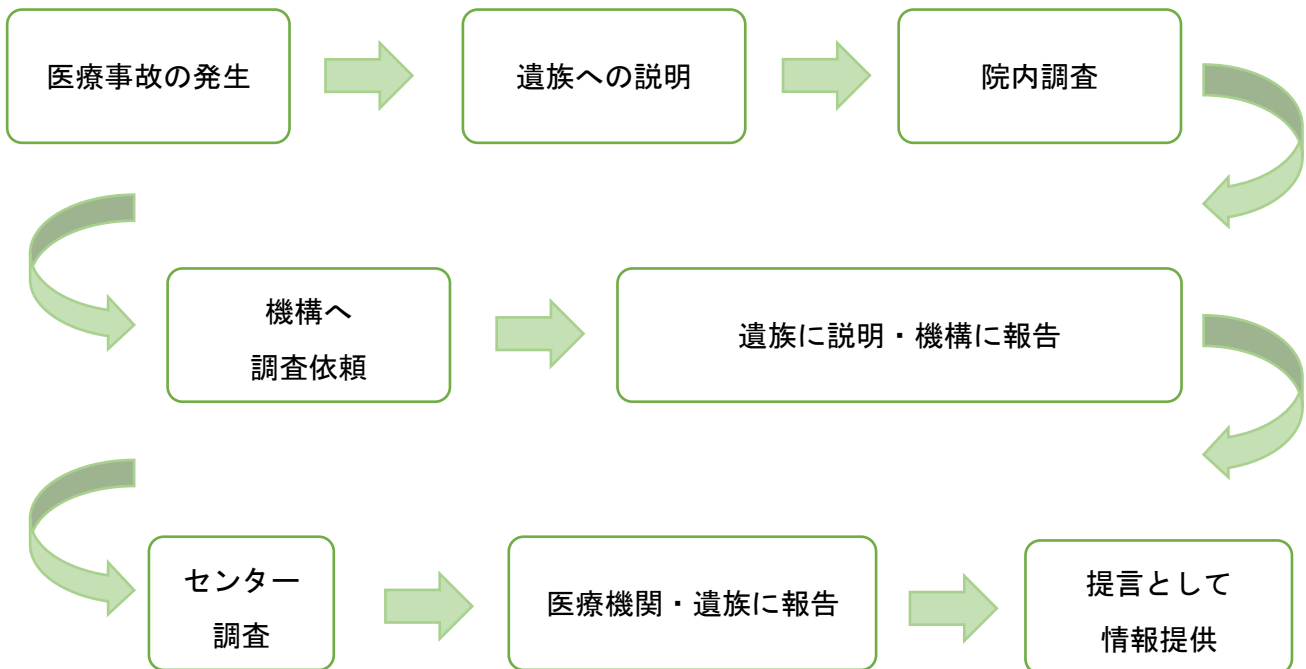 医療事故の発生
遺族への説明
院内調査
機構へ
調査依頼
遺族に説明・機構に報告
センター
調査
医療機関・遺族に報告
提言として
情報提供